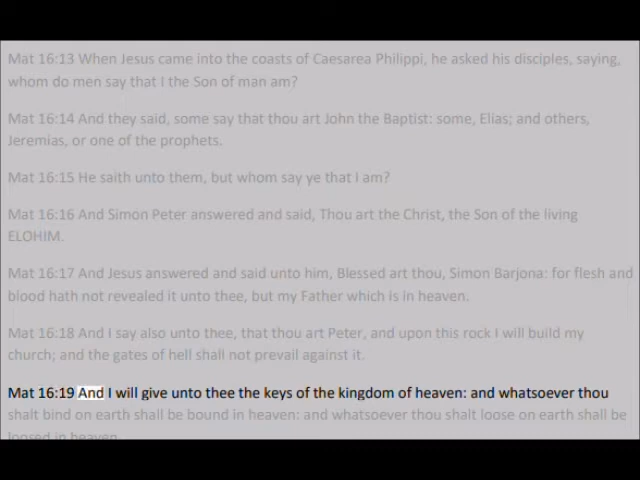 Mat 16:13 When Jesus came into the coasts of Caesarea Philippi, he asked his disciples, saying,
whom do men say that I the Son of man am?
Mat 16:14 And they said, some say that thou art John the Baptist: some, Elias; and others,
Jeremias, or one of the prophets.
Mat 16:15 He saith unto them, but whom say ye that I am?
Mat 16:16 And Simon Peter answered and said, Thou art the Christ, the Son of the living
ELOHIM.
Mat 16:17 And Jesus answered and said unto him, Blessed art thou, Simon Barjona: for flesh and
blood hath not revealed it unto thee, but my Father which is in heaven.
Mat 16:18 And I say also unto thee, that thou art Peter, and upon this rock I will build my
church; and the gates of hell shall not prevail against it.
Mat 16:19 And I will give unto thee the keys of the kingdom of heaven: and whatsoever thou
shalt bind on earth shall be bound in heaven: and whatsoever thou shalt loose on earth shall be
loosed in heaven.